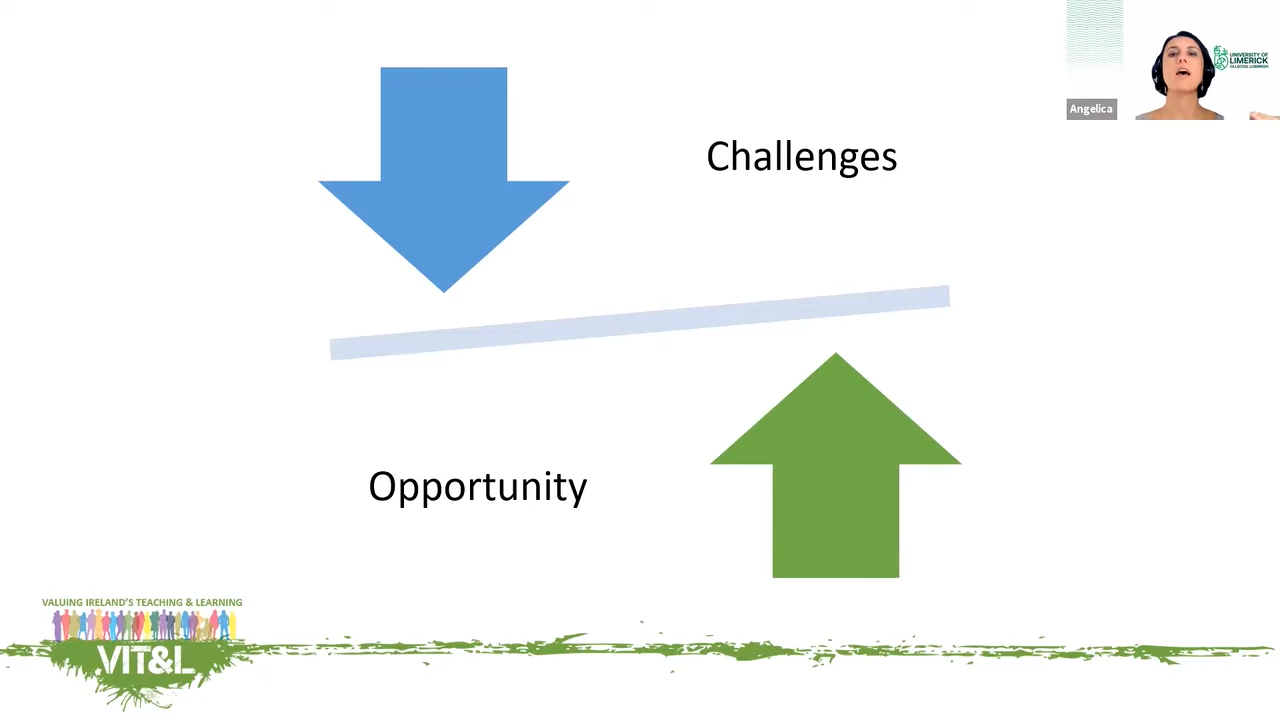 UNIVERSITY OF
LIMERICK
OLLSCOIL LUIMNIGH
Angelica
Challenges
Opportunity
VALUING IRELAND'S TEACHING & LEARNING
VIT&L